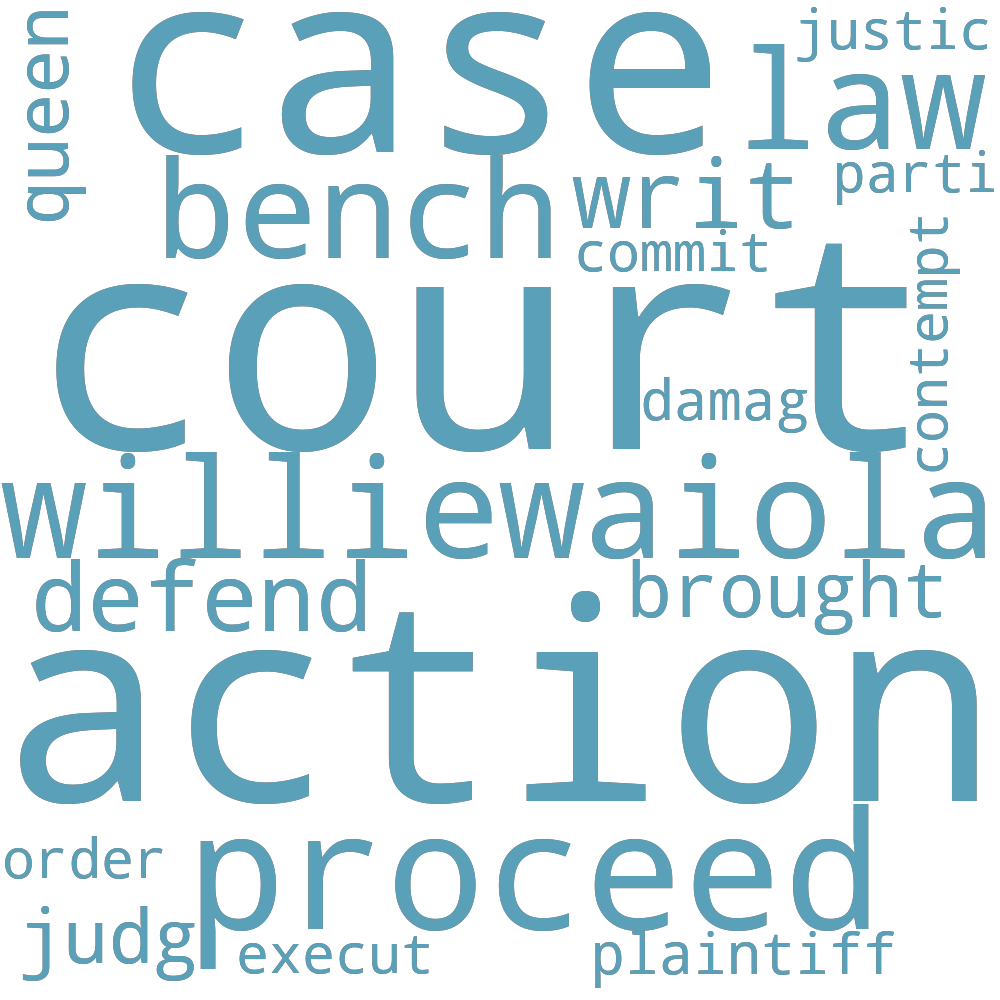 queen
case
justic
law
bench
writ
parti
commit
court
contempt
damag
williewaiola
defend
brought
action
order
proceed
judg
execut
plaintiff